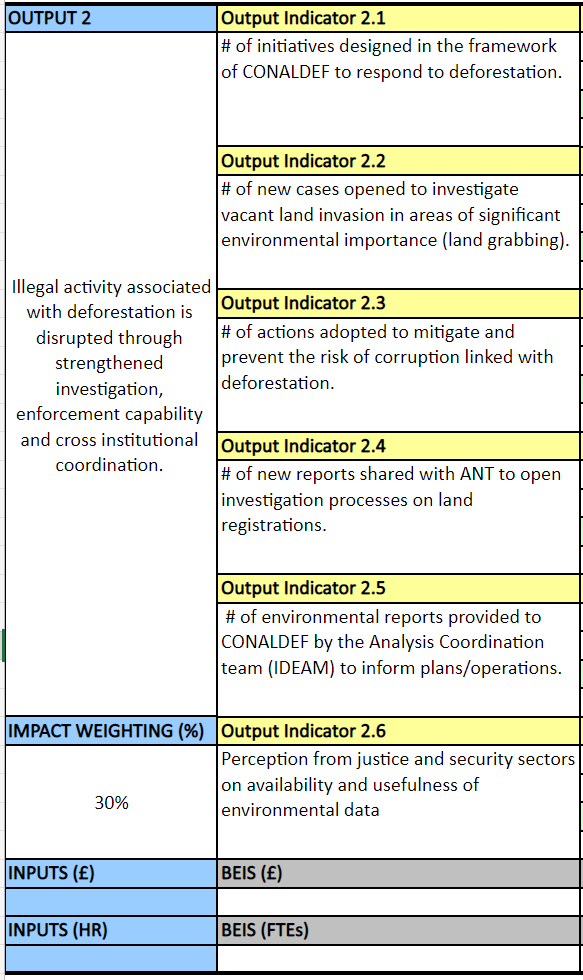 OUTPUT 2
Output Indicator 2.1
# of initiatives designed in the framework
of CONALDEF to respond to deforestation.
Output Indicator 2.2
# of new cases opened to investigate
vacant land invasion in areas of significant
environmental importance (land grabbing).
Illegal activity associated
with deforestation is
disrupted through
strengthened
investigation,
enforcement capability
and cross institutional
coordination.
Output Indicator 2.3
# of actions adopted to mitigate and
prevent the risk of corruption linked with
deforestation.
Output Indicator 2.4
# of new reports shared with ANT to open
investigation processes on land
registrations.
Output Indicator 2.5
# of environmental reports provided to
CONALDEF by the Analysis Coordination
team (IDEAM) to inform plans/operations.
IMPACT WEIGHTING (%)
Output Indicator 2.6
30%
Perception from justice and security sectors
on availability and usefulness of
environmental data
INPUTS (£)
BEIS (£)
INPUTS (HR)
BEIS (FTEs)